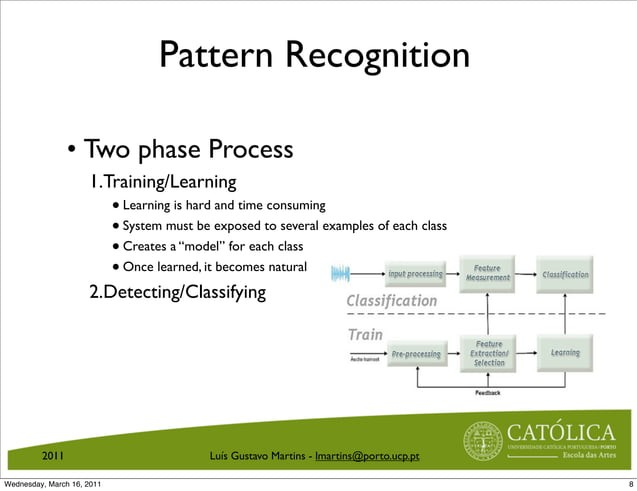 Pattern Recognition
• Two phase Process
1.Training/Learning
• Learning is hard and time consuming
• System must be exposed to several examples of each class
• Creates a “model” for each class
• Once learned, it becomes natural
2.Detecting/Classifying
Input processing
Feature
Measurement
Classification
Classification
Train
Pre-processing
Feature
Extraction/
Selection
Learning
Feedback
CATÓLICA
UNIVERSIDADE CATÓLICA PORTUGUESA | PORTO
Escola das Artes
2011
Luís Gustavo Martins - lmartins@porto.ucp.pt
Wednesday, March 16, 2011
8